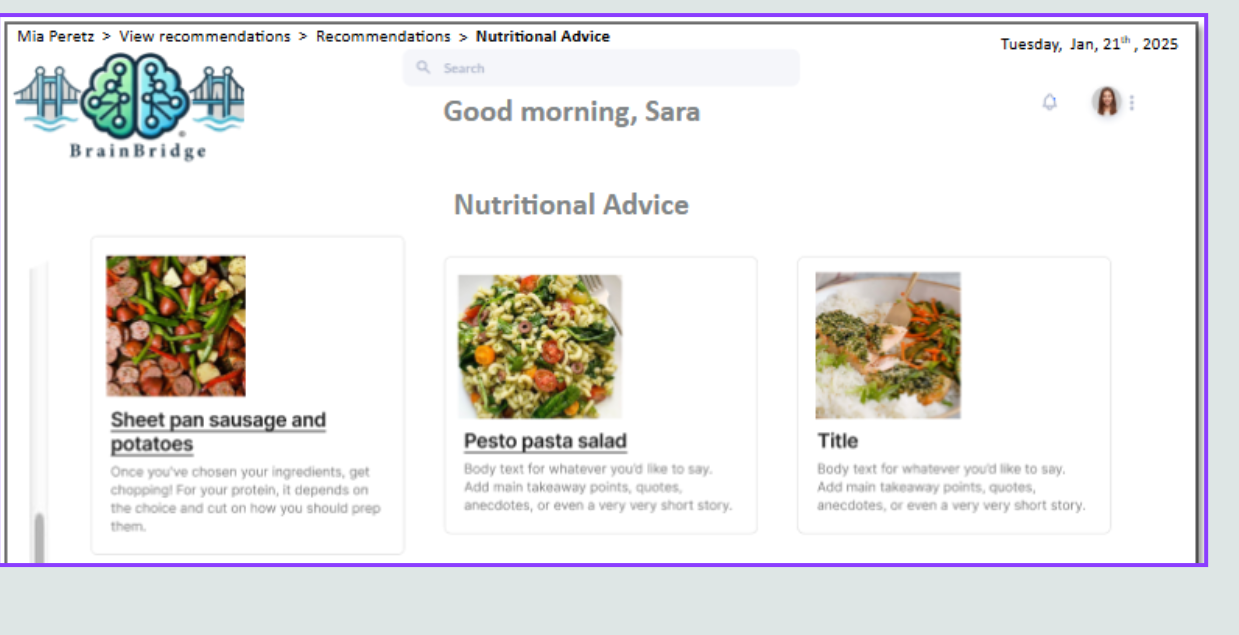 Mia Peretz > View recommendations > Recommendations > Nutritional Advice
Tuesday, Jan, 21th , 2025
Search
BrainBridge
Good morning, Sara
Nutritional Advice
Sheet pan sausage and
potatoes
Once you've chosen your ingredients, get
chopping! For your protein, it depends on
the choice and cut on how you should prep
them.
Pesto pasta salad
Body text for whatever you'd like to say.
Add main takeaway points, quotes,
anecdotes, or even a very very short story.
Title
Body text for whatever you'd like to say.
Add main takeaway points, quotes,
anecdotes, or even a very very short story.